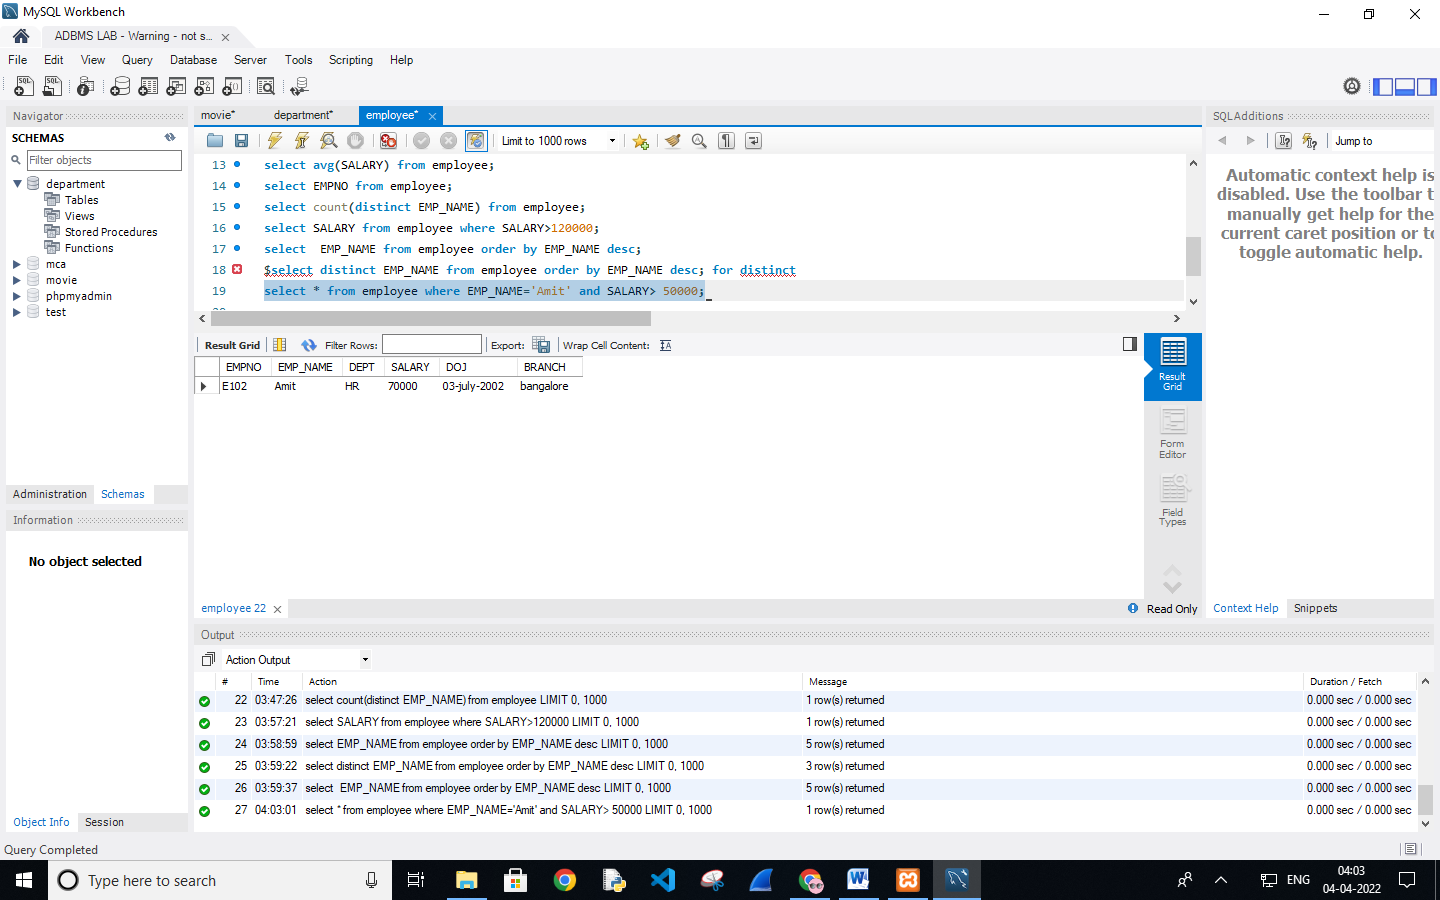 MySQL Workbench
ADBMS LAB - Warning - not s...
File Edit View Query Database Server Tools Scripting Help
Navigator
SCHEMAS
Filter objects
department
Tables
Views
Stored Procedures
Functions
mca
movie
phpmyadmin
test
Administration Schemas
Information
No object selected
Object Info Session
movie* department* employee*
Limit to 1000 rows
13 select avg(SALARY) from employee;
14 select EMPNO from employee;
15 select count(distinct EMP_NAME) from employee;
16 select SALARY from employee where SALARY>120000;
17 select  EMP_NAME from employee order by EMP_NAME desc;
18 $select distinct EMP_NAME from employee order by EMP_NAME desc; for distinct
19 select * from employee where EMP_NAME='Amit' and SALARY> 50000;
Result Grid Filter Rows: Export: Wrap Cell Content:
EMPNO EMP_NAME DEPT SALARY DOJ BRANCH
E102 Amit HR 70000 03-july-2002 bangalore
Result
Grid
Form
Editor
Field
Types
employee 22
Read Only
SQLAdditions
Jump to
Automatic context help is
disabled. Use the toolbar t
manually get help for the
current caret position or to
toggle automatic help.
Context Help Snippets
Output
Action Output
# Time Action Message Duration / Fetch
22 03:47:26 select count(distinct EMP_NAME) from employee LIMIT 0, 1000 1 row(s) returned 0.000 sec / 0.000 sec
23 03:57:21 select SALARY from employee where SALARY>120000 LIMIT 0, 1000 1 row(s) returned 0.000 sec / 0.000 sec
24 03:58:59 select EMP_NAME from employee order by EMP_NAME desc LIMIT 0, 1000 5 row(s) returned 0.000 sec / 0.000 sec
25 03:59:22 select distinct EMP_NAME from employee order by EMP_NAME desc LIMIT 0, 1000 3 row(s) returned 0.000 sec / 0.000 sec
26 03:59:37 select  EMP_NAME from employee order by EMP_NAME desc LIMIT 0, 1000 5 row(s) returned 0.000 sec / 0.000 sec
27 04:03:01 select * from employee where EMP_NAME='Amit' and SALARY> 50000 LIMIT 0, 1000 1 row(s) returned 0.000 sec / 0.000 sec
Query Completed
Type here to search
ENG
04:03
04-04-2022